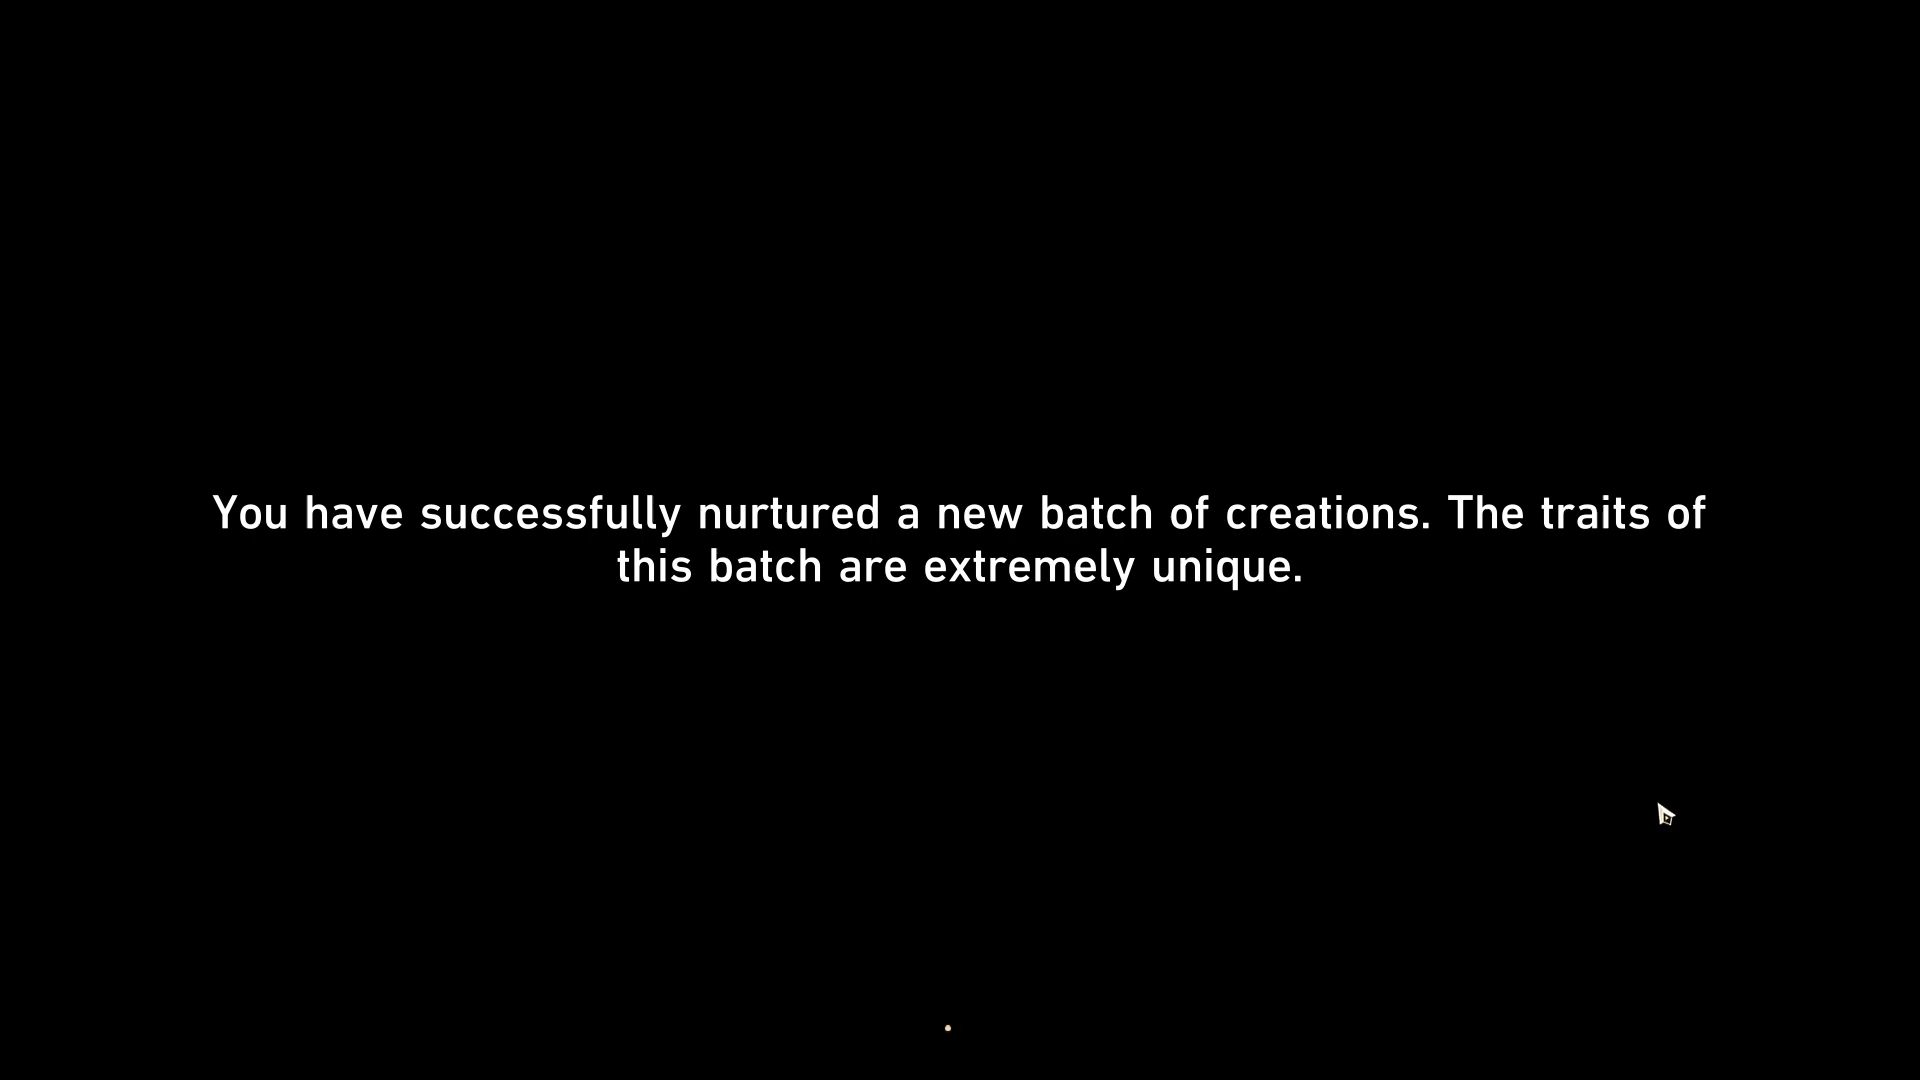 You have successfully nurtured a new batch of creations. The traits of
this batch are extremely unique.